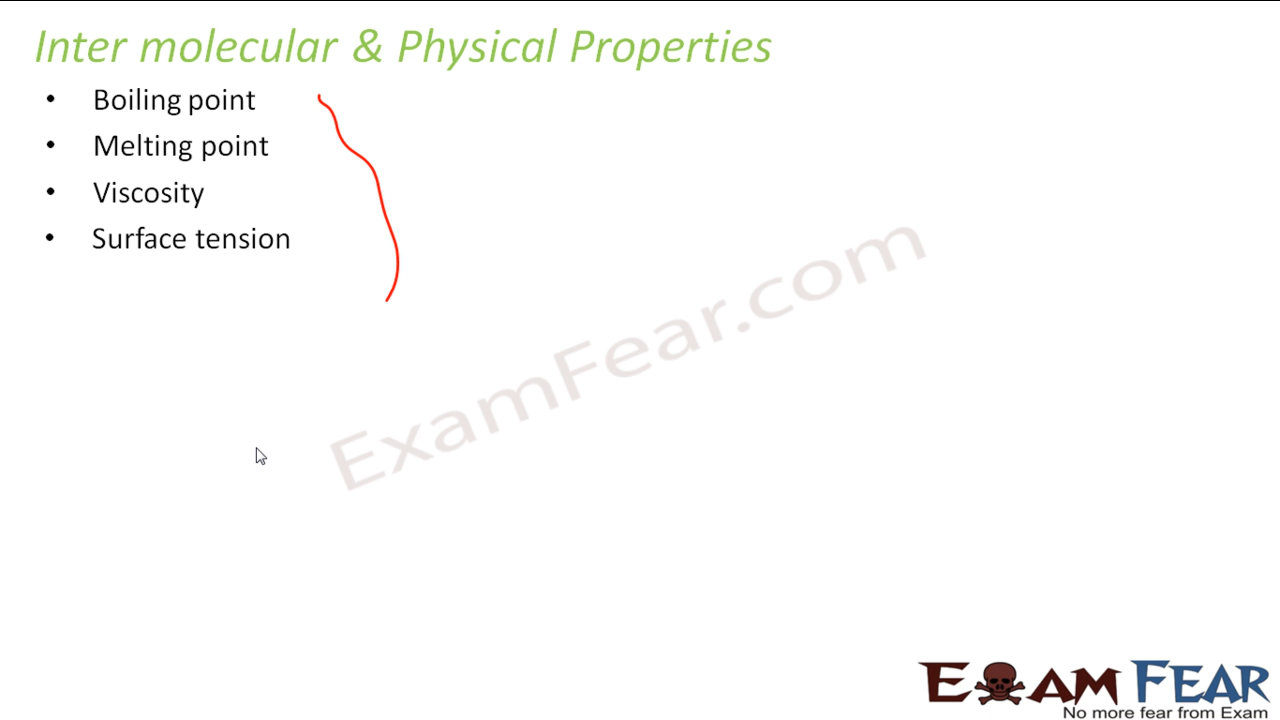 Inter molecular & Physical Properties
• Boiling point
• Melting point
• Viscosity
• Surface tension
ExamFear.com
EXAM FEAR
No more fear from Exam